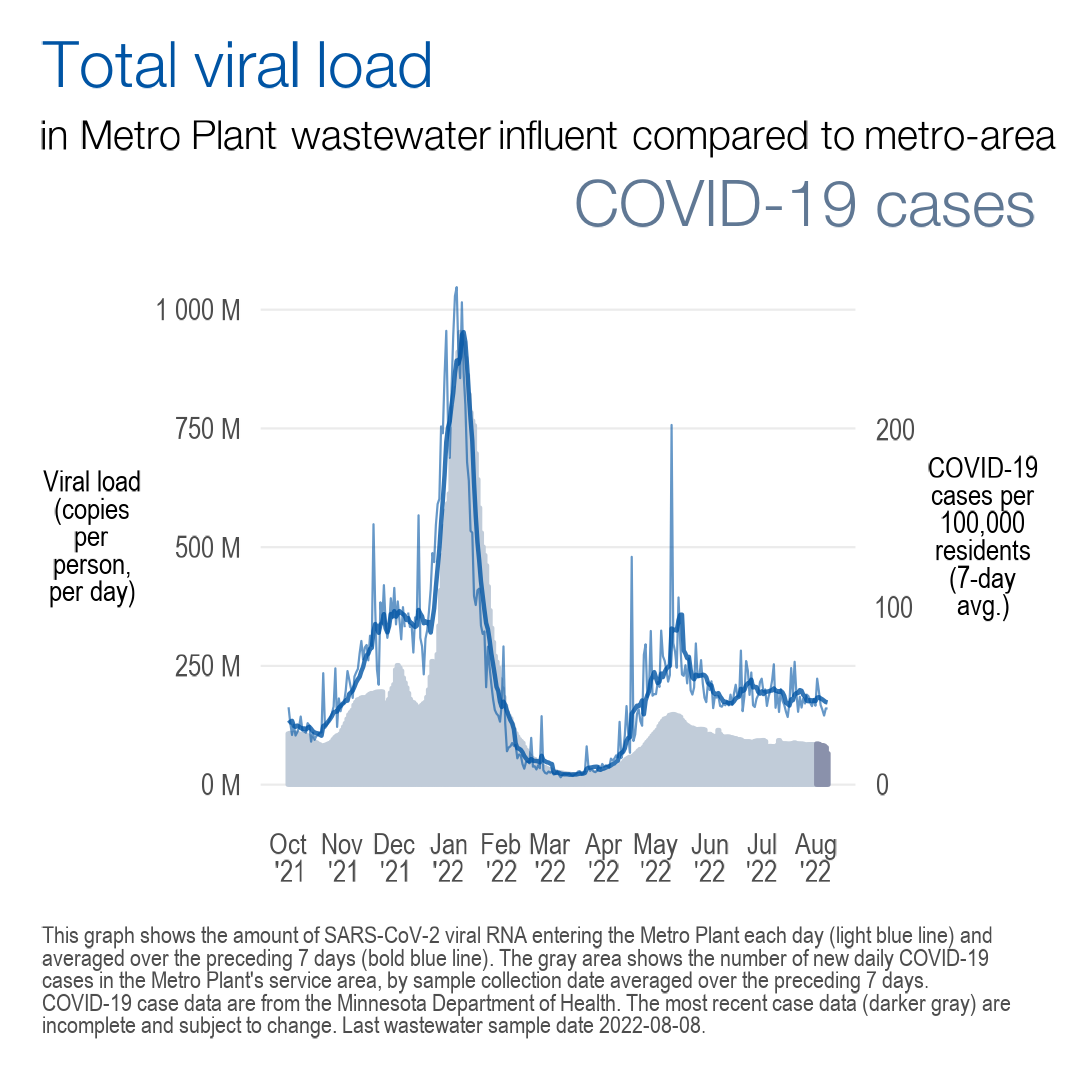 Total viral load
in Metro Plant wastewater influent compared to metro-area
COVID-19 cases
1 000 M
750 M
500 M
250 M
0 M
Viral load
(copies
per
person,
per day)
200
100
0
COVID-19
cases per
100,000
residents
(7-day
avg.)
Oct Nov Dec Jan Feb Mar Apr May Jun Jul Aug
'21 '21 '21 '22 '22 '22 '22 '22 '22 '22 '22
This graph shows the amount of SARS-CoV-2 viral RNA entering the Metro Plant each day (light blue line) and
averaged over the preceding 7 days (bold blue line). The gray area shows the number of new daily COVID-19
cases in the Metro Plant's service area, by sample collection date averaged over the preceding 7 days.
COVID-19 case data are from the Minnesota Department of Health. The most recent case data (darker gray) are
incomplete and subject to change. Last wastewater sample date 2022-08-08.